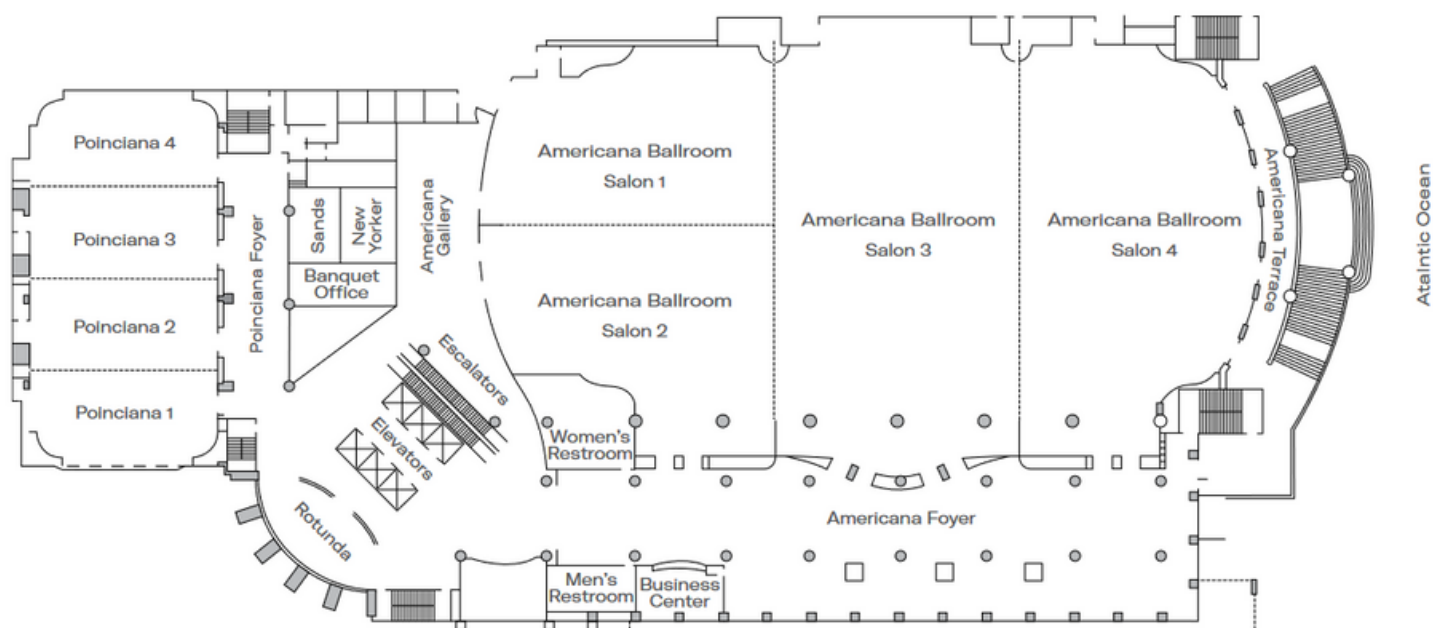 Poinciana 4
Poinciana 3
Poinciana 2
Poinciana 1
Poinciana Foyer
Sands
New
Yorker
Banquet
Office
Americana
Gallery
Escalators
Elevators
Rotunda
Americana Ballroom
Salon 1
Americana Ballroom
Salon 2
Americana Ballroom
Salon 3
Americana Ballroom
Salon 4
Americana Terrace
Ataintic Ocean
Women's
Restroom
Americana Foyer
Men's
Restroom
Business
Center